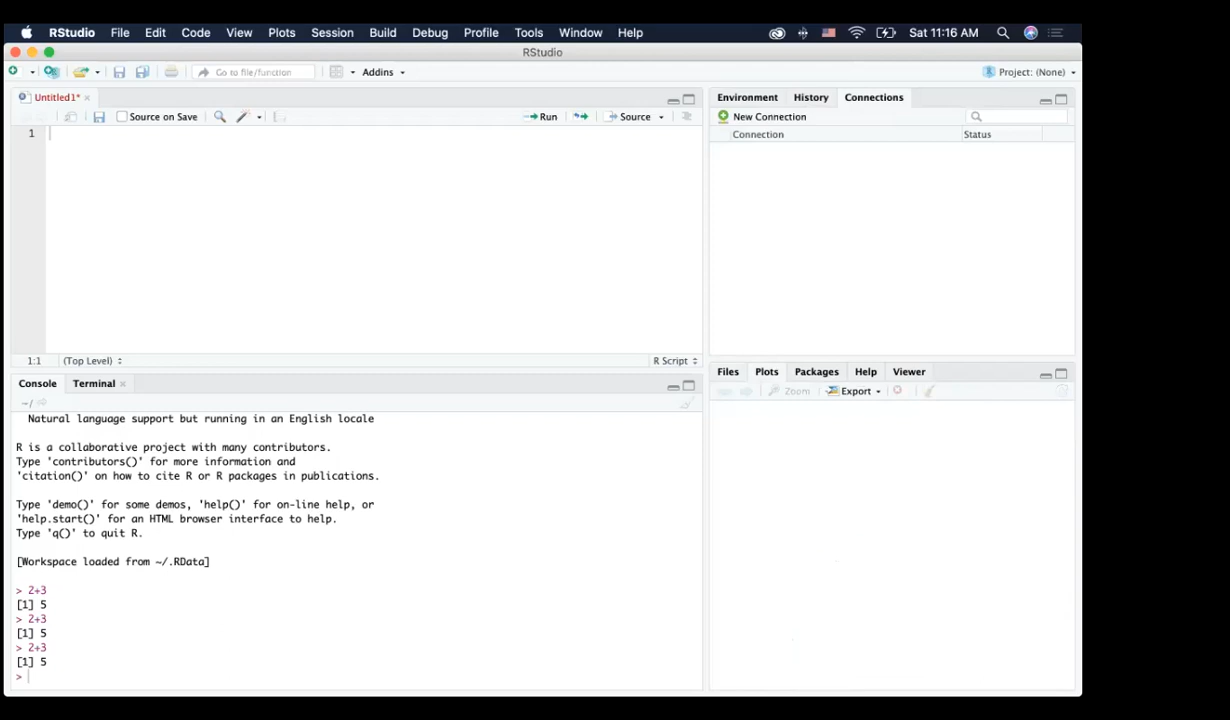 RStudio File Edit Code View Plots Session Build Debug Profile Tools Window Help Sat 11:16 AM
RStudio
Go to file/function Addins Project: (None)
Untitled1*
Source on Save Run Source
1
1:1 (Top Level) R Script
Console Terminal
~/
Natural language support but running in an English locale
R is a collaborative project with many contributors.
Type 'contributors()' for more information and
'citation()' on how to cite R or R packages in publications.
Type 'demo()' for some demos, 'help()' for on-line help, or
'help.start()' for an HTML browser interface to help.
Type 'q()' to quit R.
[Workspace loaded from ~/.RData]
> 2+3
[1] 5
> 2+3
[1] 5
> 2+3
[1] 5
>
Environment History Connections
New Connection
Connection Status
Files Plots Packages Help Viewer
Zoom Export